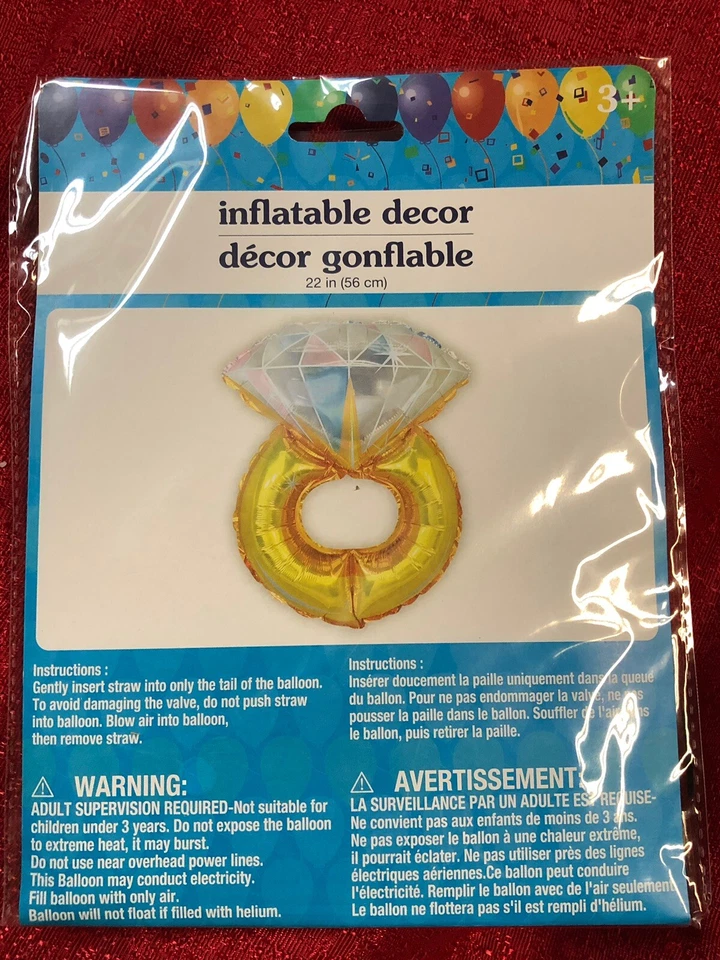 3+
inflatable decor
décor gonflable
22 in (56 cm)
Instructions :
Gently insert straw into only the tail of the balloon.
To avoid damaging the valve, do not push straw
into balloon. Blow air into balloon,
then remove straw.
Instructions :
Insérer doucement la paille uniquement dans la queue
du ballon. Pour ne pas endommager la valve, ne pas
pousser la paille dans le ballon. Souffler de l'air dans
le ballon, puis retirer la paille.
WARNING:
ADULT SUPERVISION REQUIRED-Not suitable for
children under 3 years. Do not expose the balloon
to extreme heat, it may burst.
Do not use near overhead power lines.
This Balloon may conduct electricity.
Fill balloon with only air.
Balloon will not float if filled with helium.
AVERTISSEMENT:
LA SURVEILLANCE PAR UN ADULTE EST REQUISE-
Ne convient pas aux enfants de moins de 3 ans.
Ne pas exposer le ballon à une chaleur extrême,
il pourrait éclater. Ne pas utiliser près des lignes
électriques aériennes.Ce ballon peut conduire
l'électricité. Remplir le ballon avec de l'air seulement
Le ballon ne flottera pas s'il est rempli d'hélium.